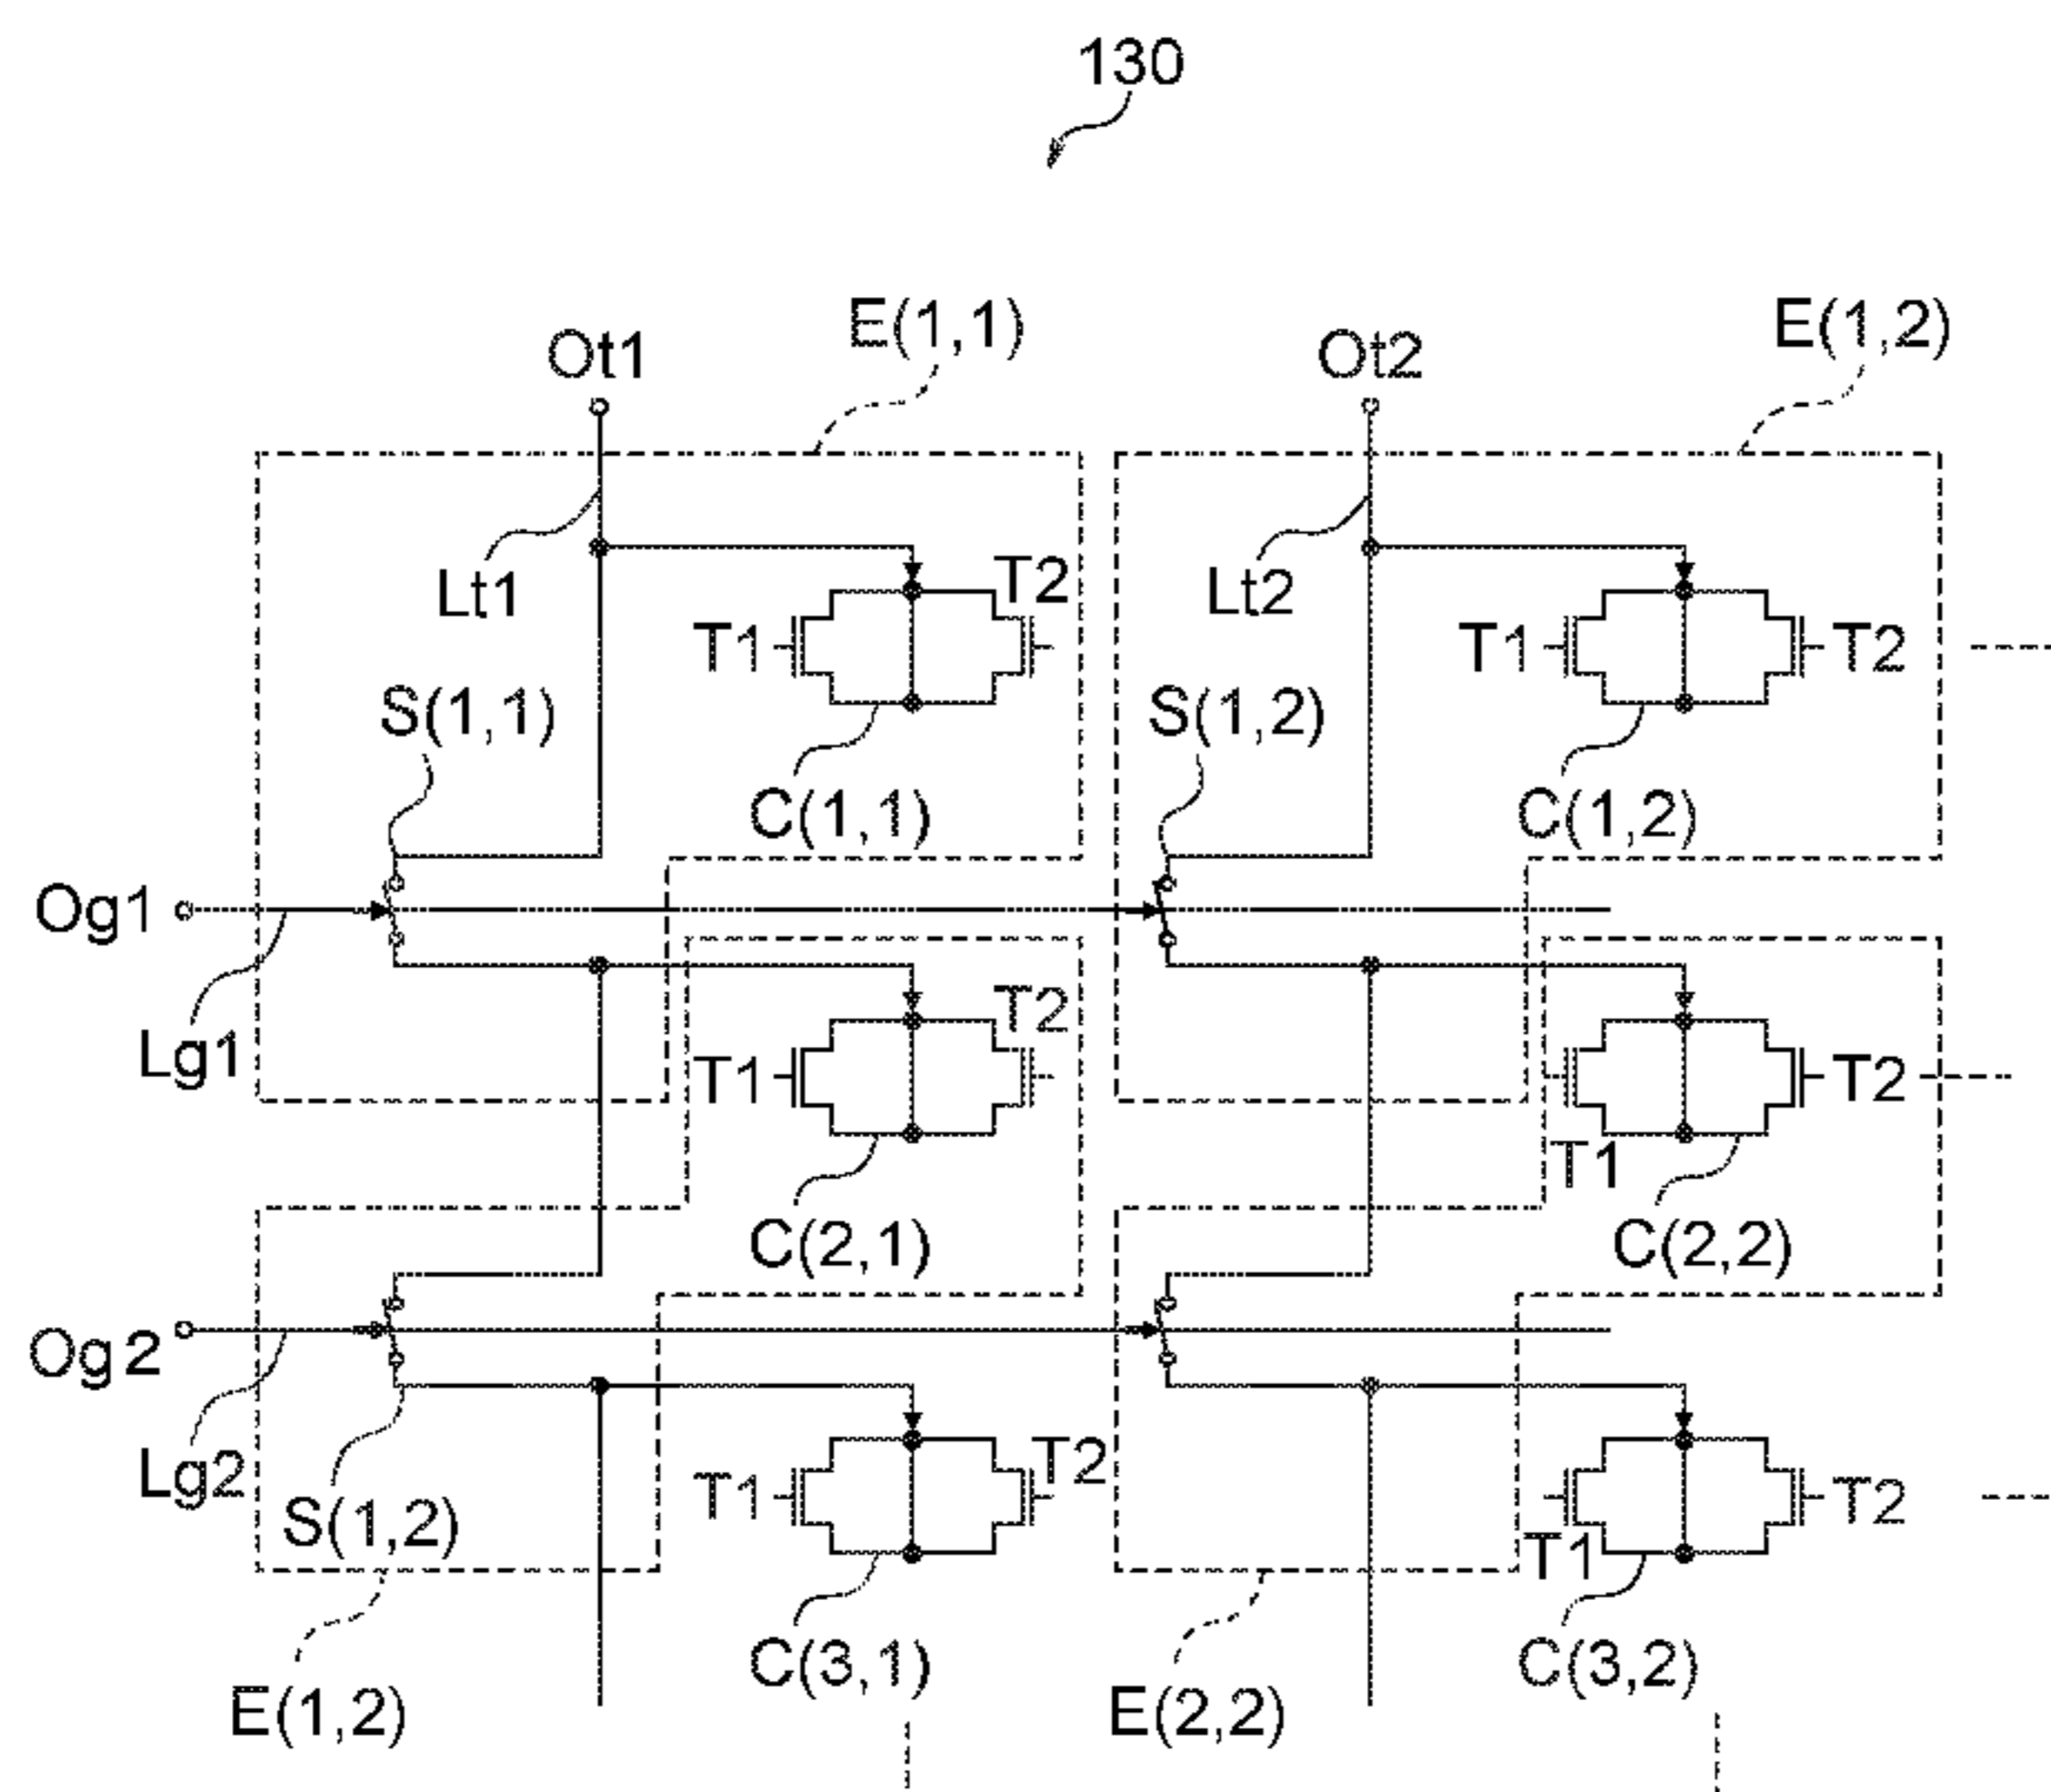 130
E(1,1)
E(1,2)
Ot1
Ot2
Lt1
T2
Lt2
T1
T1
T2
S(1,1)
S(1,2)
C(1,1)
C(1,2)
Og1
T2
Lg1
T1
T2
T1
C(2,1)
C(2,2)
Og2
T2
Lg2
T1
T2
S(1,2)
T1
C(3,1)
C(3,2)
E(1,2)
E(2,2)